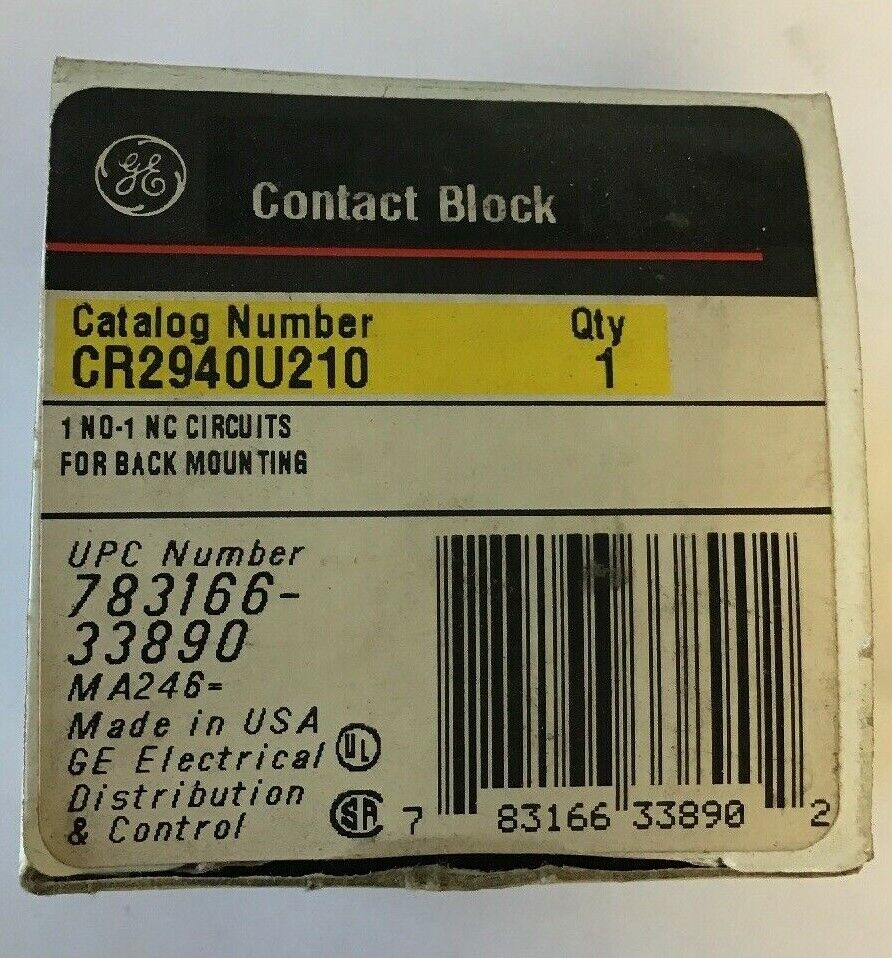 GE
Contact Block
Catalog Number Qty
CR2940U210 1
1 NO-1 NC CIRCUITS
FOR BACK MOUNTING
UPC Number
783166-
33890
MA246=
Made in USA
GE Electrical UL
Distribution
& Control SA
7 83166 33890 2